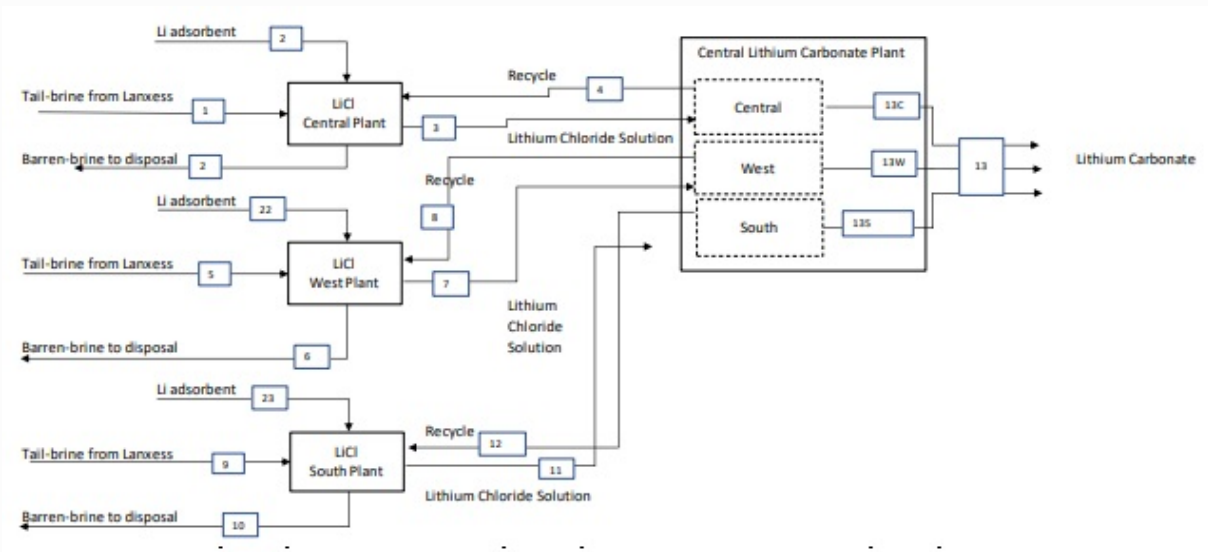 Li adsorbent
2
Central Lithium Carbonate Plant
Recycle
4
Tail-brine from Lanxess
1
LiCl
Central Plant
3
Central
13C
Lithium Chloride Solution
Barren-brine to disposal
2
West
13W
13
Lithium Carbonate
Recycle
Li adsorbent
22
8
South
13S
Tail-brine from Lanxess
5
LiCl
West Plant
7
Lithium
Chloride
Solution
Barren-brine to disposal
6
Li adsorbent
23
Recycle
12
Tail-brine from Lanxess
9
LiCl
South Plant
11
Lithium Chloride Solution
Barren-brine to disposal
10